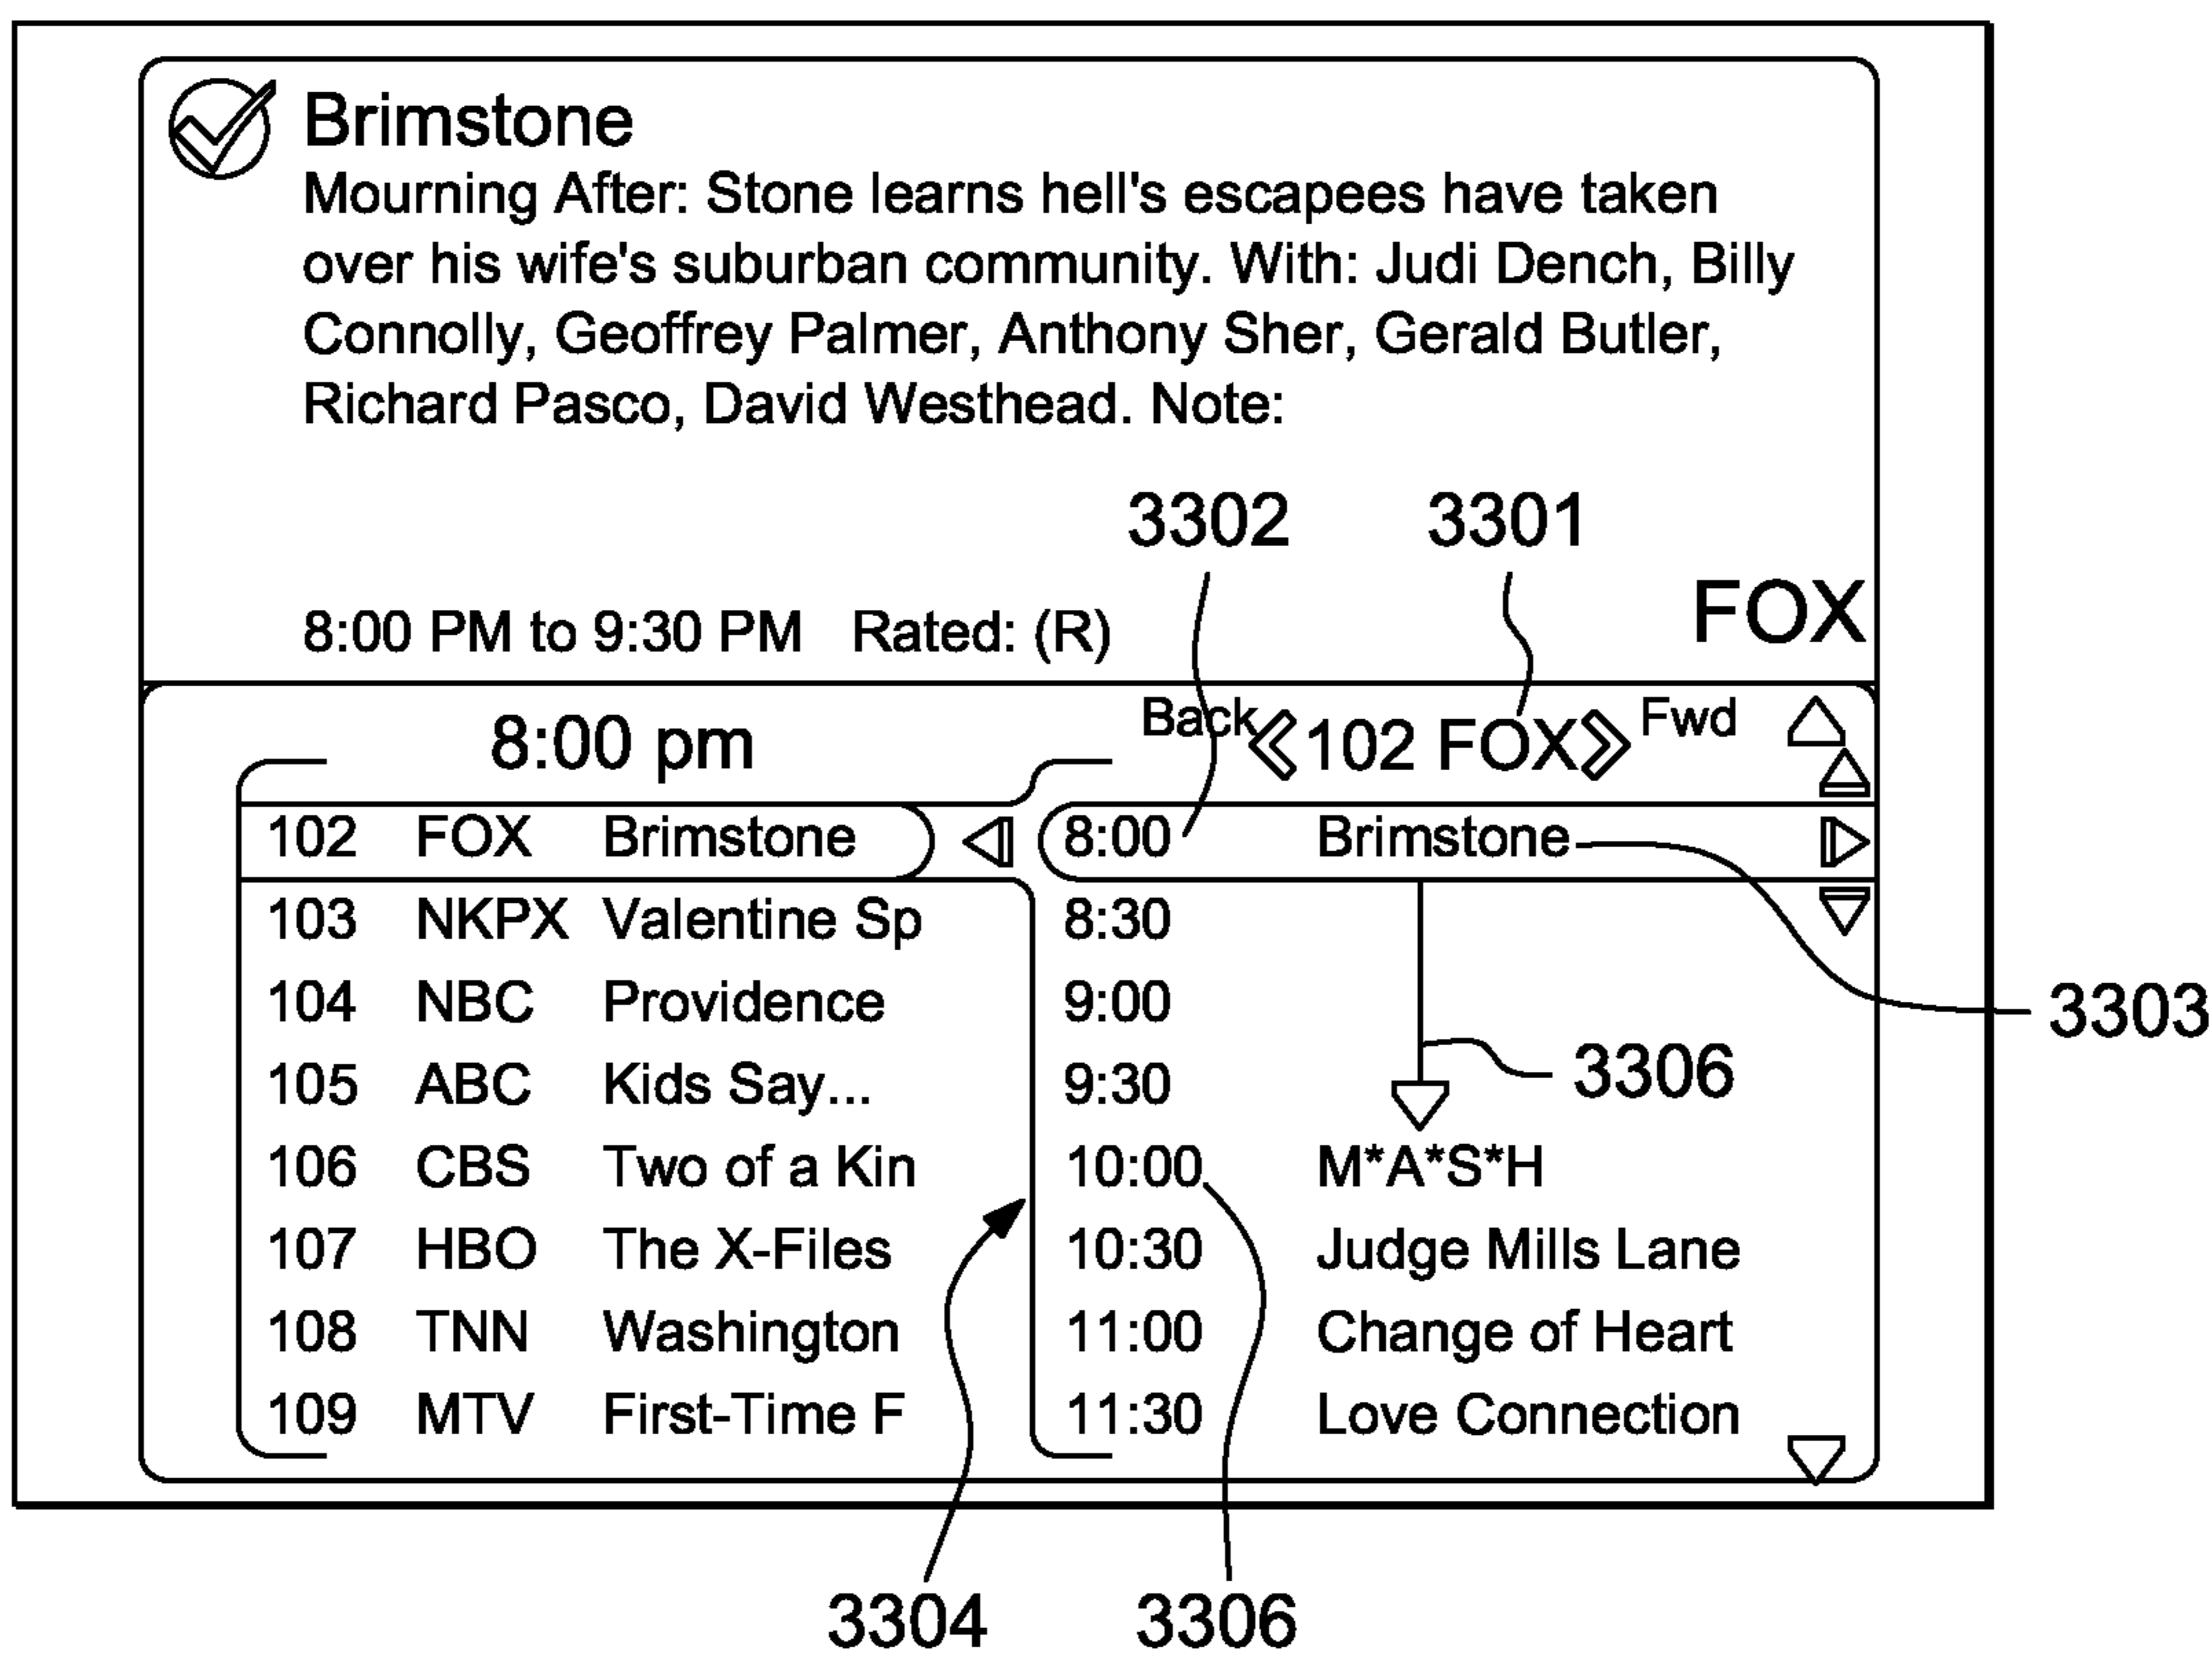 Brimstone
Mourning After: Stone learns hell's escapees have taken
over his wife's suburban community. With: Judi Dench, Billy
Connolly, Geoffrey Palmer, Anthony Sher, Gerald Butler,
Richard Pasco, David Westhead. Note:
3302 3301
8:00 PM to 9:30 PM Rated: (R) FOX
8:00 pm Back 102 FOX Fwd
102 FOX Brimstone 8:00 Brimstone
103 NKPX Valentine Sp 8:30
104 NBC Providence 9:00
3303
105 ABC Kids Say... 9:30
3306
106 CBS Two of a Kin 10:00 M*A*S*H
107 HBO The X-Files 10:30 Judge Mills Lane
108 TNN Washington 11:00 Change of Heart
109 MTV First-Time F 11:30 Love Connection
3304 3306